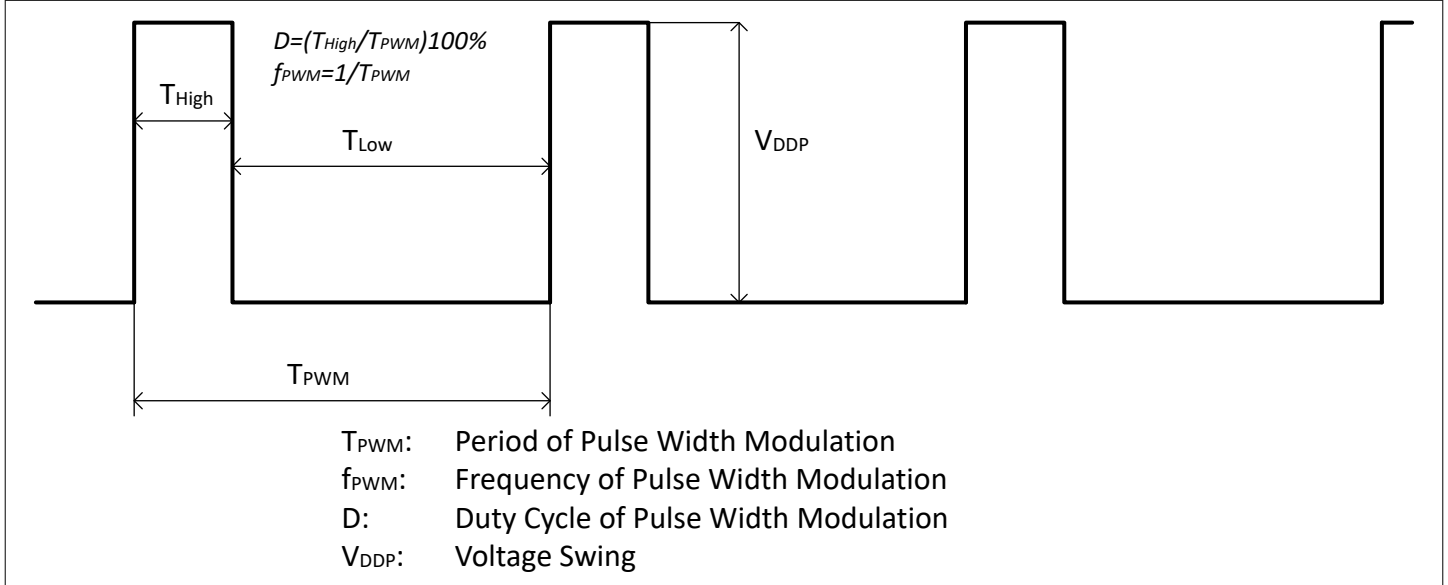 D=(THigh/TPWM)100%
fPWM=1/TPWM
THigh
TLow
VDDP
TPWM
TPWM: Period of Pulse Width Modulation
fPWM: Frequency of Pulse Width Modulation
D: Duty Cycle of Pulse Width Modulation
VDDP: Voltage Swing